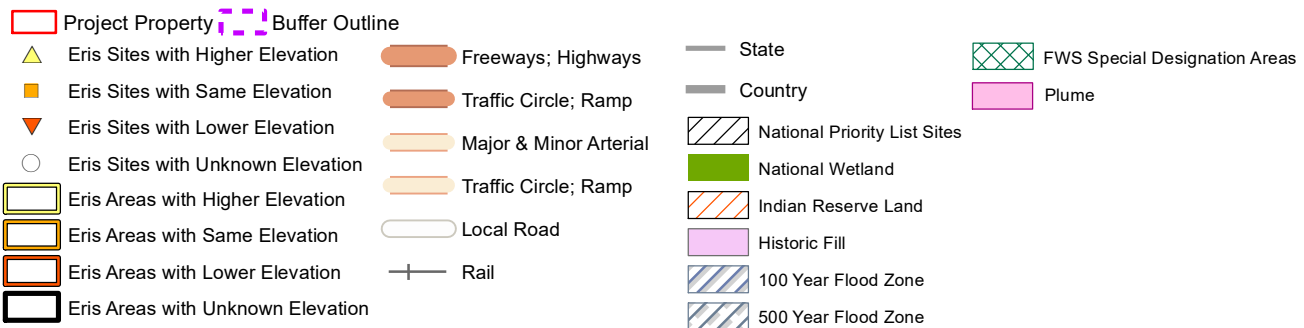 Project Property
Buffer Outline
Eris Sites with Higher Elevation
Eris Sites with Same Elevation
Eris Sites with Lower Elevation
Eris Sites with Unknown Elevation
Eris Areas with Higher Elevation
Eris Areas with Same Elevation
Eris Areas with Lower Elevation
Eris Areas with Unknown Elevation
Freeways; Highways
Traffic Circle; Ramp
Major & Minor Arterial
Traffic Circle; Ramp
Local Road
Rail
State
Country
National Priority List Sites
National Wetland
Indian Reserve Land
Historic Fill
100 Year Flood Zone
500 Year Flood Zone
FWS Special Designation Areas
Plume